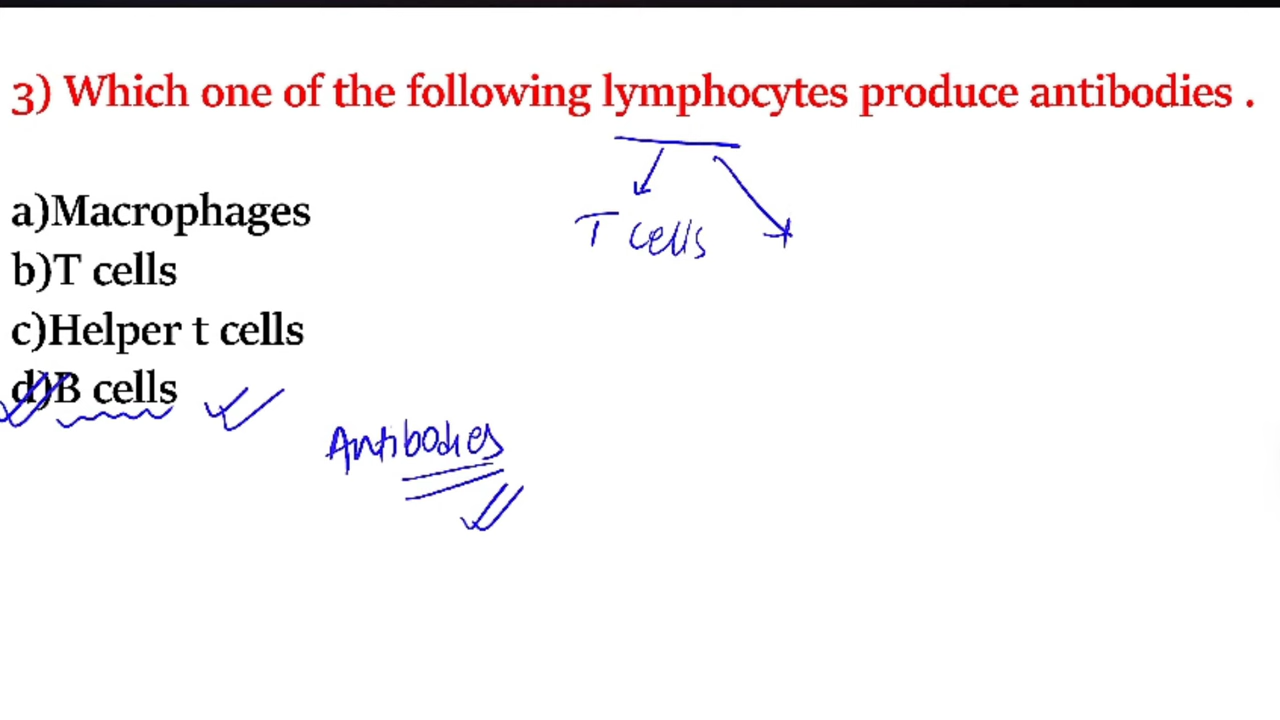 3) Which one of the following lymphocytes produce antibodies .
T cells
a)Macrophages
b)T cells
c)Helper t cells
d)B cells
Antibodies